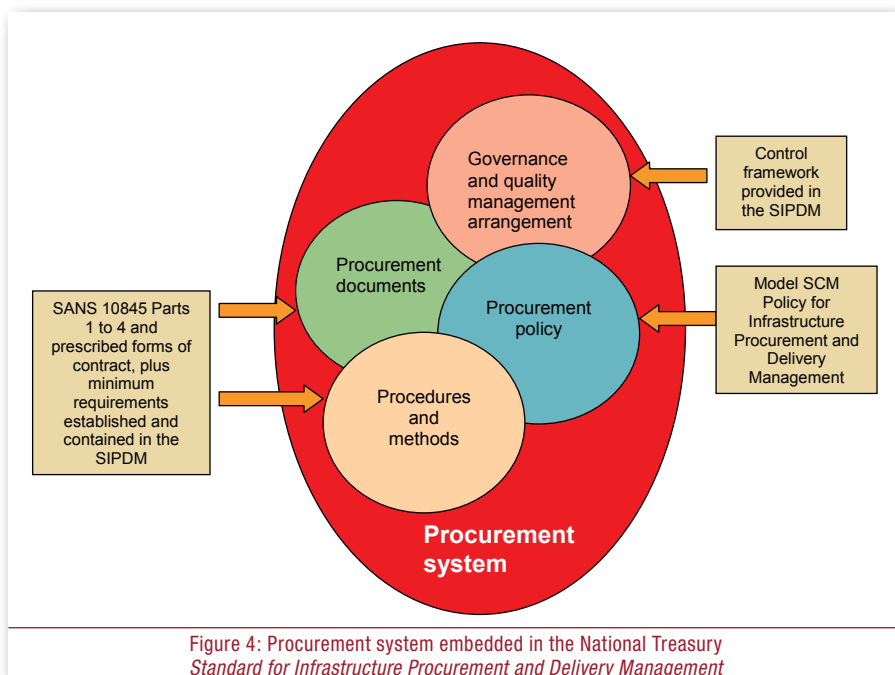 Governance
and quality
management
arrangement
Control
framework
provided in
the SIPDM
Procurement
documents
Procurement
policy
Model SCM
Policy for
Infrastructure
Procurement and
Delivery
Management
SANS 10845 Parts
1 to 4 and
prescribed forms of
contract, plus
minimum
requirements
established and
contained in the
SIPDM
Procedures
and
methods
Procurement
system
Figure 4: Procurement system embedded in the National Treasury
Standard for Infrastructure Procurement and Delivery Management